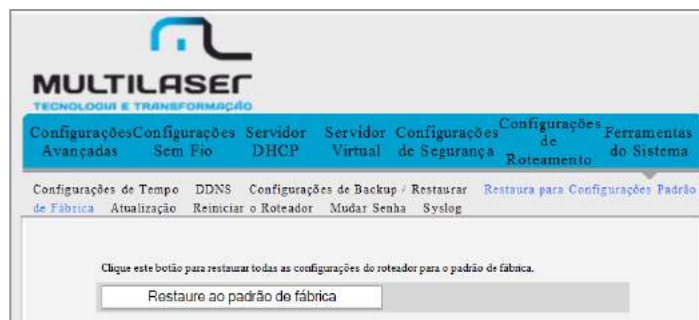 MULTILASER
TECNOLOGIA E TRANSFORMAÇÃO
Configurações Avançadas
Configurações Sem Fio
Servidor DHCP
Servidor Virtual
Configurações de Segurança
Configurações de Roteamento
Ferramentas do Sistema
Configurações de Tempo DDNS Configurações de Backup / Restaurar Restaura para Configurações Padrão
de Fábrica Atualização Reiniciar o Roteador Mudar Senha Syslog
Clique este botão para restaurar todas as configurações do roteador para o padrão de fábrica.
Restaure ao padrão de fábrica